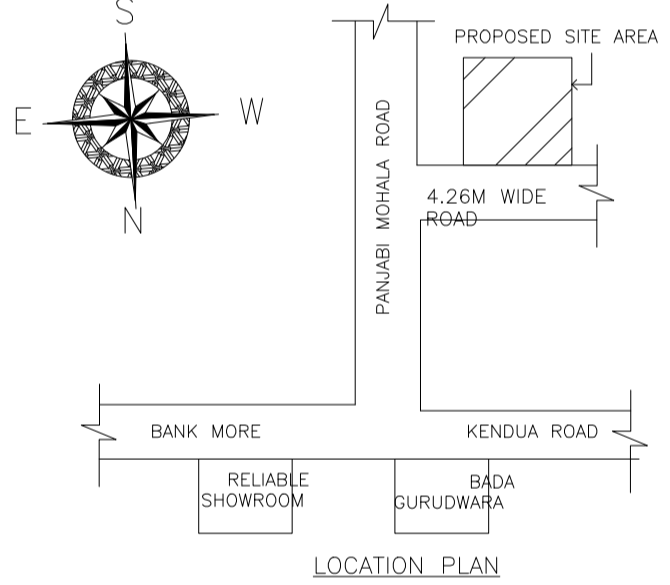 S
E
W
N
PROPOSED SITE AREA
PANJABI MOHALA ROAD
4.26M WIDE
ROAD
BANK MORE
KENDUA ROAD
RELIABLE
SHOWROOM
BADA
GURUDWARA
LOCATION PLAN